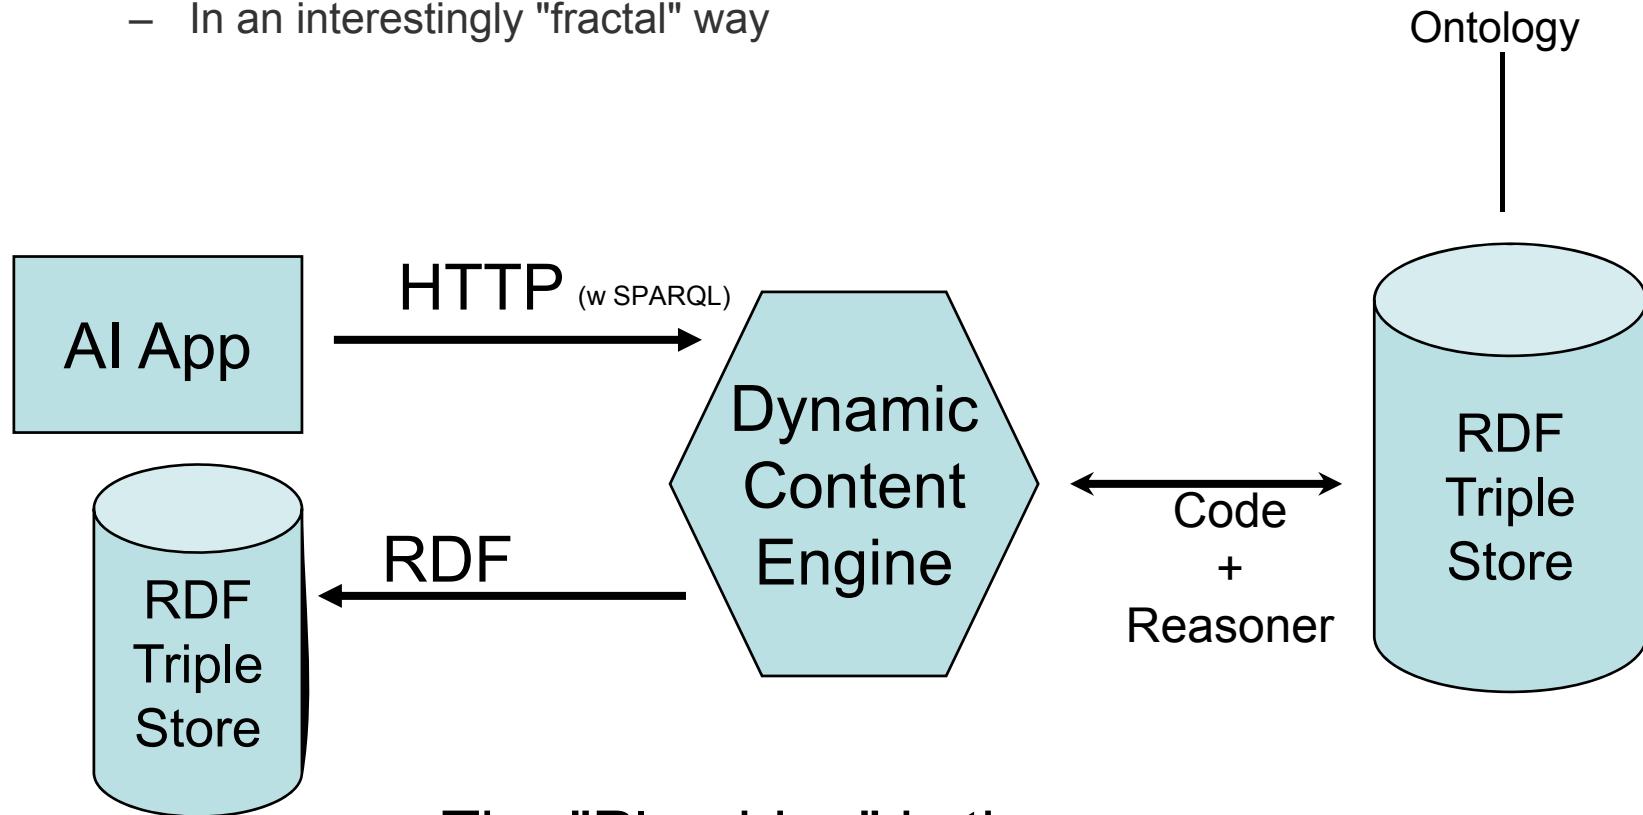 – In an interestingly "fractal" way
Ontology
HTTP (w SPARQL)
AI App
Dynamic
Content
Engine
RDF
Triple
Store
Code
+
Reasoner
RDF
RDF
Triple
Store